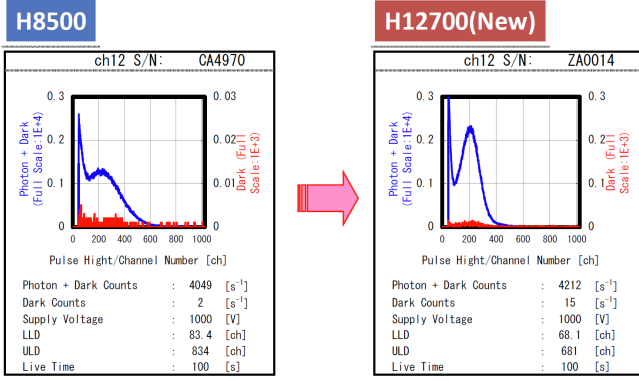 H8500
ch12 S/N: CA4970
0.3
0.2
0.1
0
Photon + Dark
(Full Scale:1E+4)
0.03
0.02
0.01
0
Dark (Full
Scale:1E+3)
0 200 400 600 800 1000
Pulse Hight/Channel Number [ch]
Photon + Dark Counts : 4049 [s⁻¹]
Dark Counts : 2 [s⁻¹]
Supply Voltage : 1000 [V]
LLD : 83.4 [ch]
ULD : 834 [ch]
Live Time : 100 [s]
H12700(New)
ch12 S/N: ZA0014
0.3
0.2
0.1
0
Photon + Dark
(Full Scale:1E+4)
0.3
0.2
0.1
0
Dark (Full
Scale:1E+3)
0 200 400 600 800 1000
Pulse Hight/Channel Number [ch]
Photon + Dark Counts : 4212 [s⁻¹]
Dark Counts : 15 [s⁻¹]
Supply Voltage : 1000 [V]
LLD : 68.1 [ch]
ULD : 681 [ch]
Live Time : 100 [s]